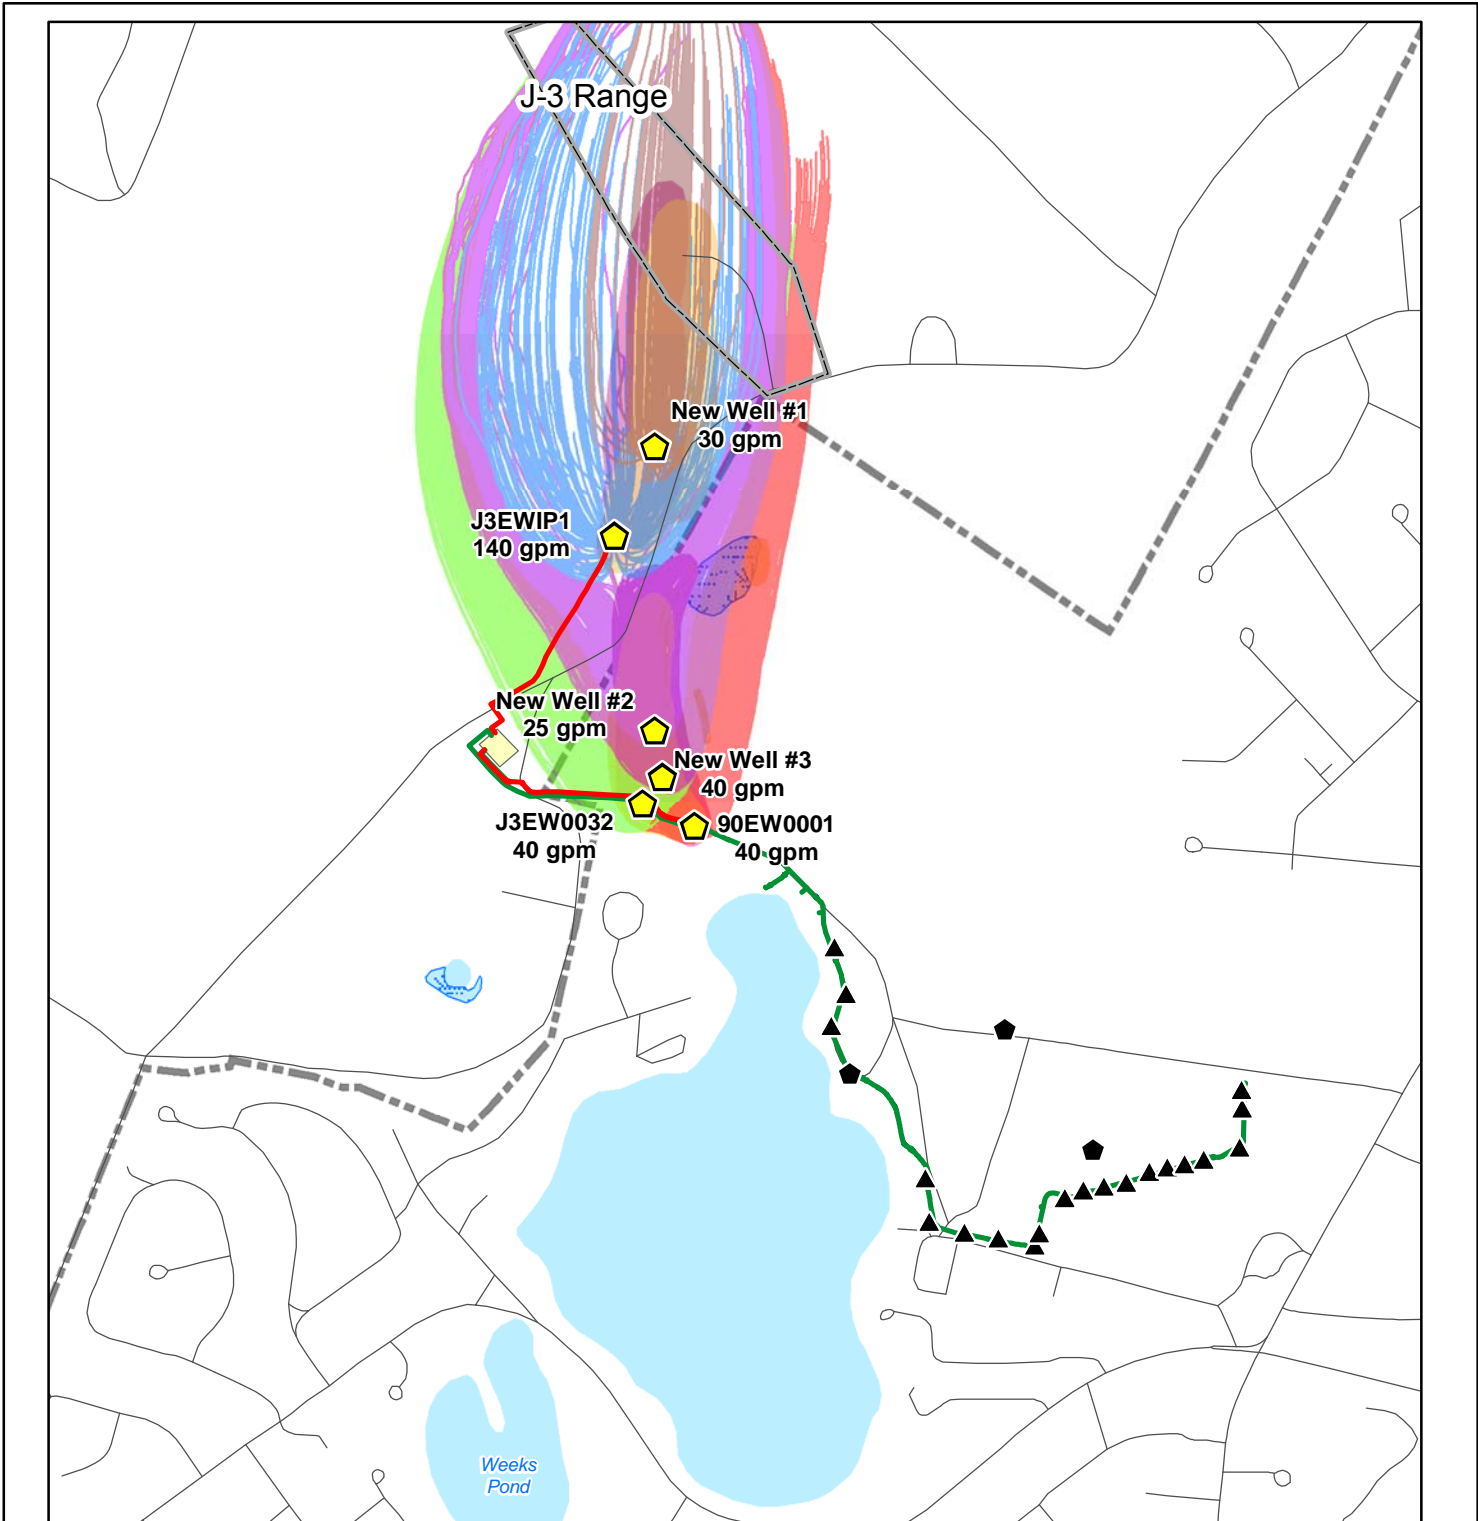 J-3 Range
New Well #1
30 gpm
J3EWIP1
140 gpm
New Well #2
25 gpm
New Well #3
40 gpm
J3EW0032
40 gpm
90EW0001
40 gpm
Weeks
Pond